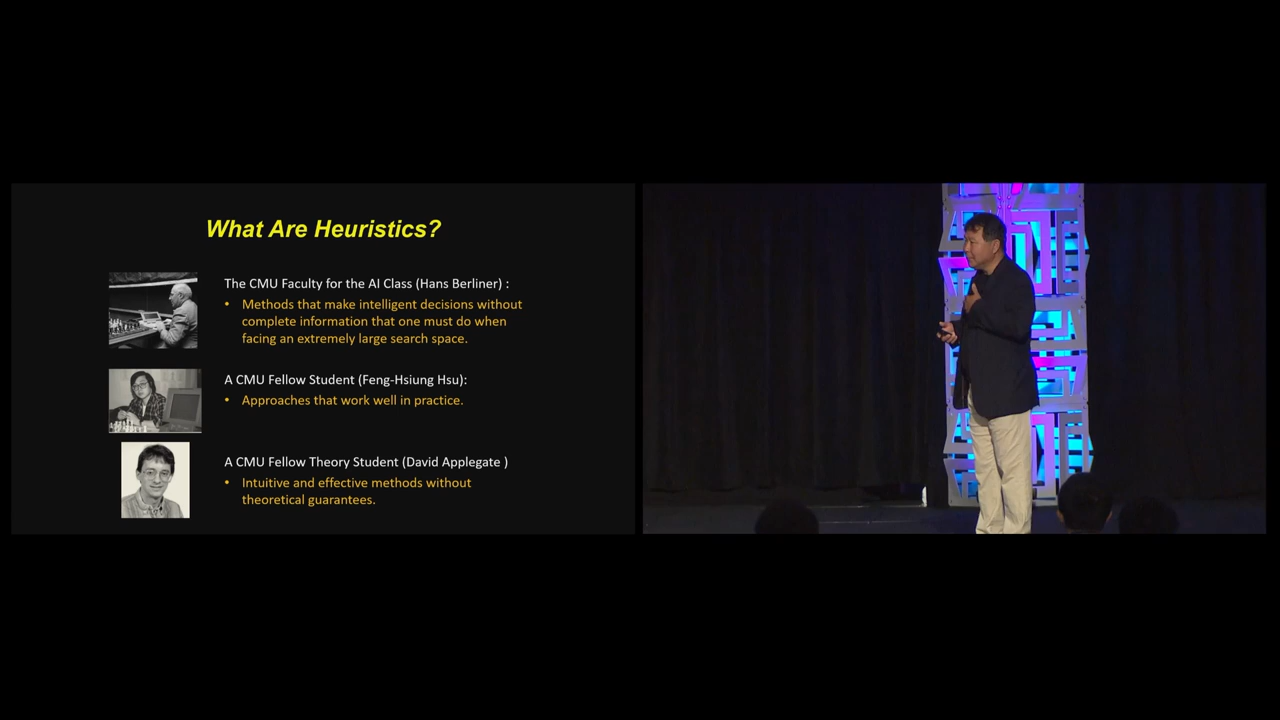 What Are Heuristics?
The CMU Faculty for the AI Class (Hans Berliner) :
• Methods that make intelligent decisions without
complete information that one must do when
facing an extremely large search space.
A CMU Fellow Student (Feng-Hsiung Hsu):
• Approaches that work well in practice.
A CMU Fellow Theory Student (David Applegate )
• Intuitive and effective methods without
theoretical guarantees.